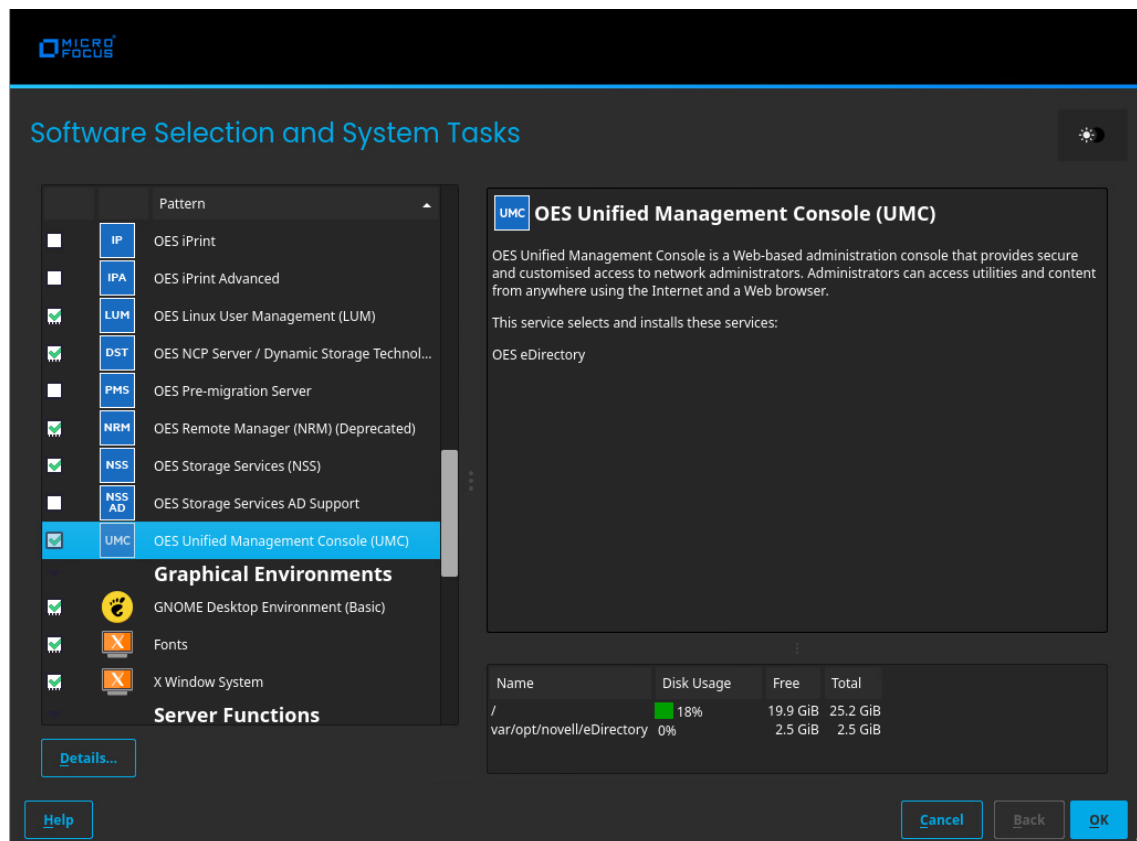 MICRO
FOCUS
Software Selection and System Tasks
Pattern
IP OES iPrint
IPA OES iPrint Advanced
LUM OES Linux User Management (LUM)
DST OES NCP Server / Dynamic Storage Technol...
PMS OES Pre-migration Server
NRM OES Remote Manager (NRM) (Deprecated)
NSS OES Storage Services (NSS)
NSS
AD OES Storage Services AD Support
UMC OES Unified Management Console (UMC)
Graphical Environments
GNOME Desktop Environment (Basic)
X Fonts
X X Window System
Server Functions
Details...
UMC OES Unified Management Console (UMC)
OES Unified Management Console is a Web-based administration console that provides secure
and customised access to network administrators. Administrators can access utilities and content
from anywhere using the Internet and a Web browser.
This service selects and installs these services:
OES eDirectory
Name Disk Usage Free Total
/ 18% 19.9 GiB 25.2 GiB
var/opt/novell/eDirectory 0% 2.5 GiB 2.5 GiB
Help
Cancel Back OK